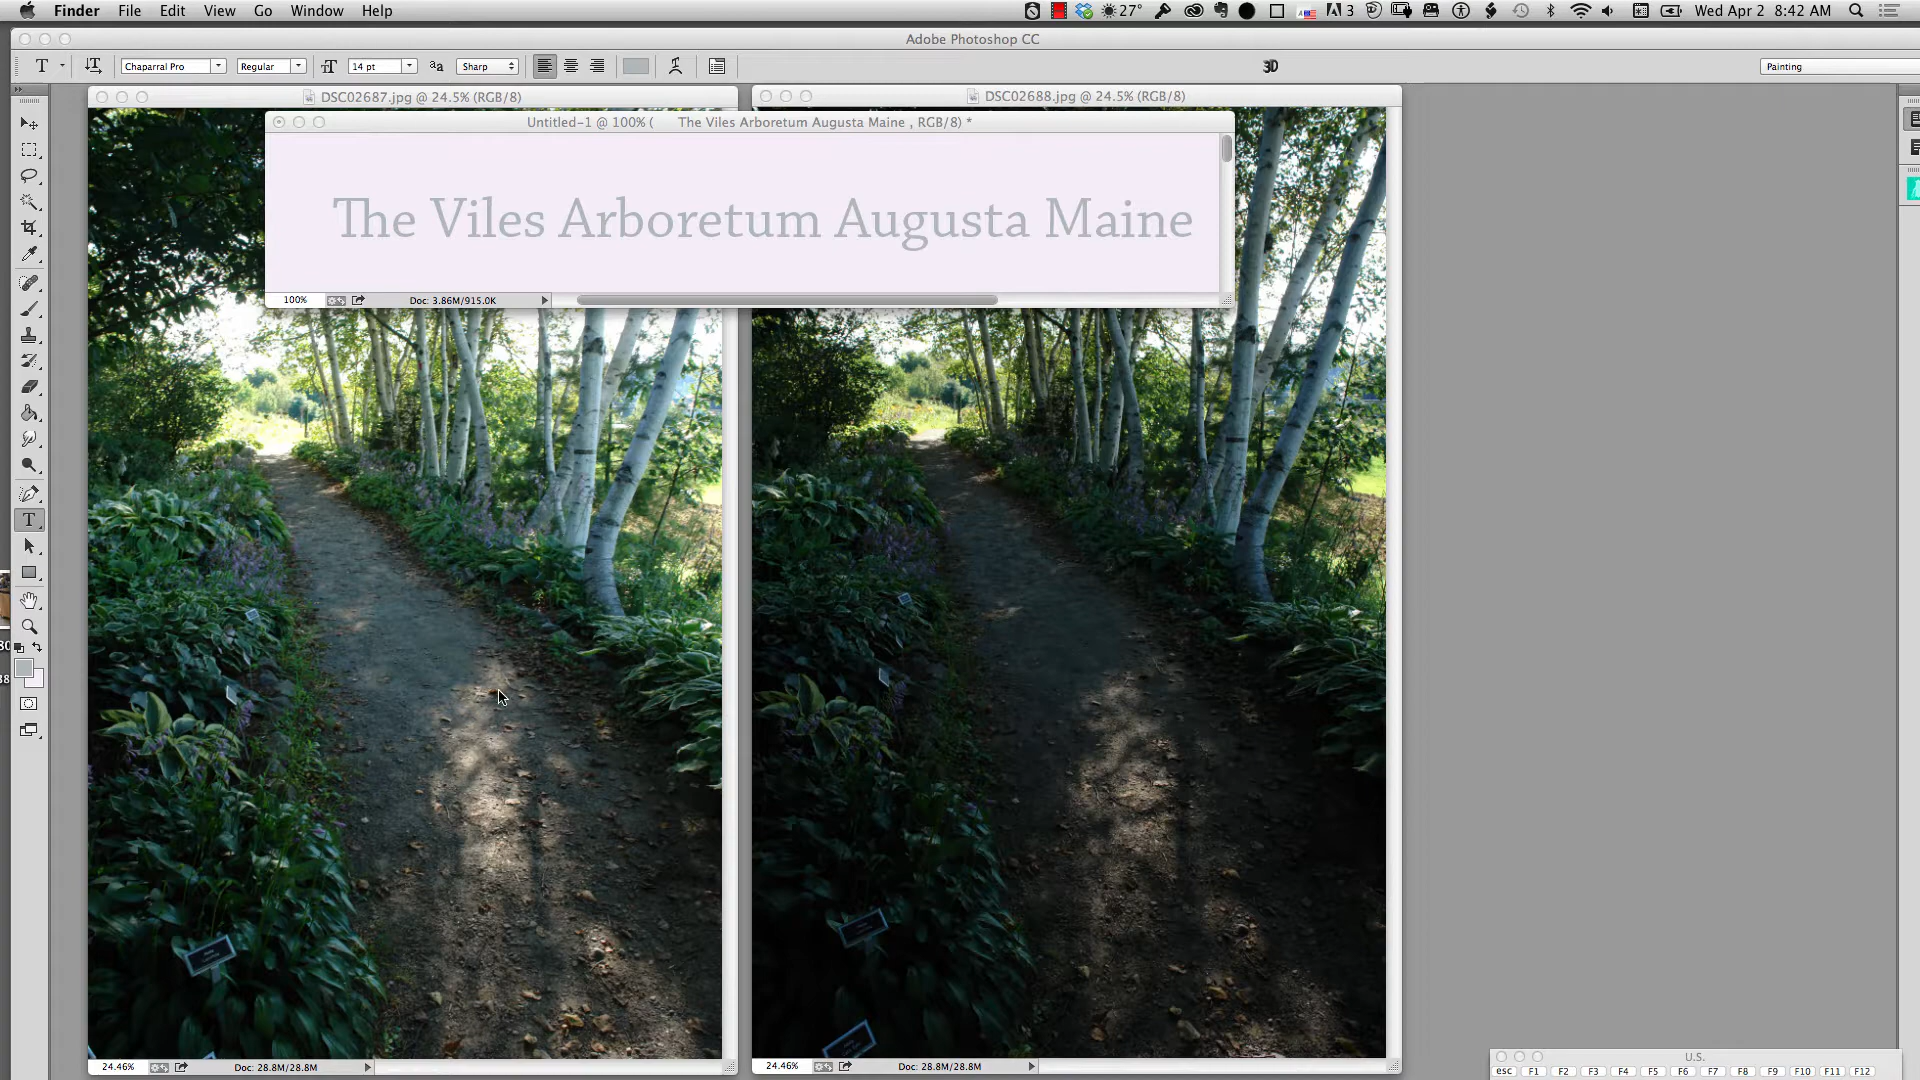 Finder File Edit View Go Window Help 27° 3 Wed Apr 2 8:42 AM
Adobe Photoshop CC
T Chaparral Pro Regular 14 pt Sharp 3D Painting
DSC02687.jpg @ 24.5% (RGB/8)
DSC02688.jpg @ 24.5% (RGB/8)
Untitled-1 @ 100% ( The Viles Arboretum Augusta Maine , RGB/8) *
The Viles Arboretum Augusta Maine
100% Doc: 3.86M/915.0K
24.46% Doc: 28.8M/28.8M
24.46% Doc: 28.8M/28.8M
U.S.
esc F1 F2 F3 F4 F5 F6 F7 F8 F9 F10 F11 F12